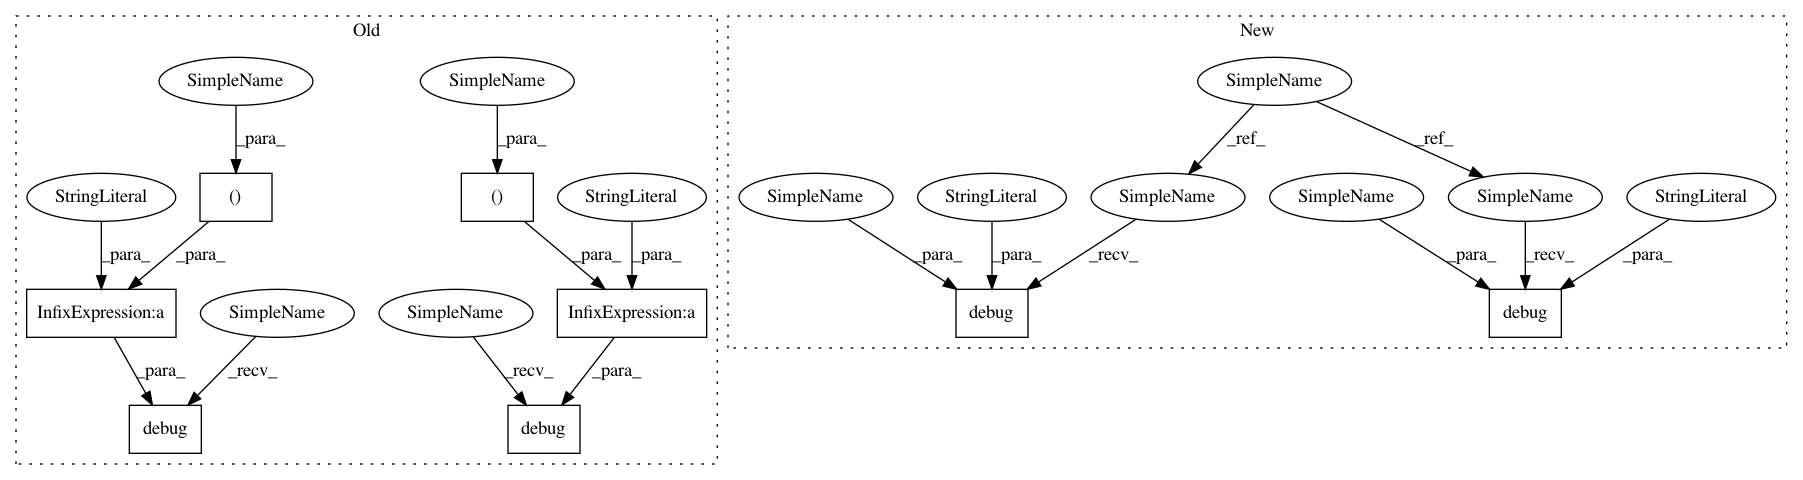 Old
New
SimpleName
SimpleName
SimpleName
_para_
_para_
_ref_
_ref_
StringLiteral
()
()
StringLiteral
SimpleName
StringLiteral
SimpleName
SimpleName
SimpleName
StringLiteral
_para_
_para_
_para_
_para_
_para_
_para_
_recv_
_para_
_recv_
_para_
InfixExpression:a
SimpleName
SimpleName
InfixExpression:a
debug
debug
_para_
_recv_
_recv_
_para_
debug
debug